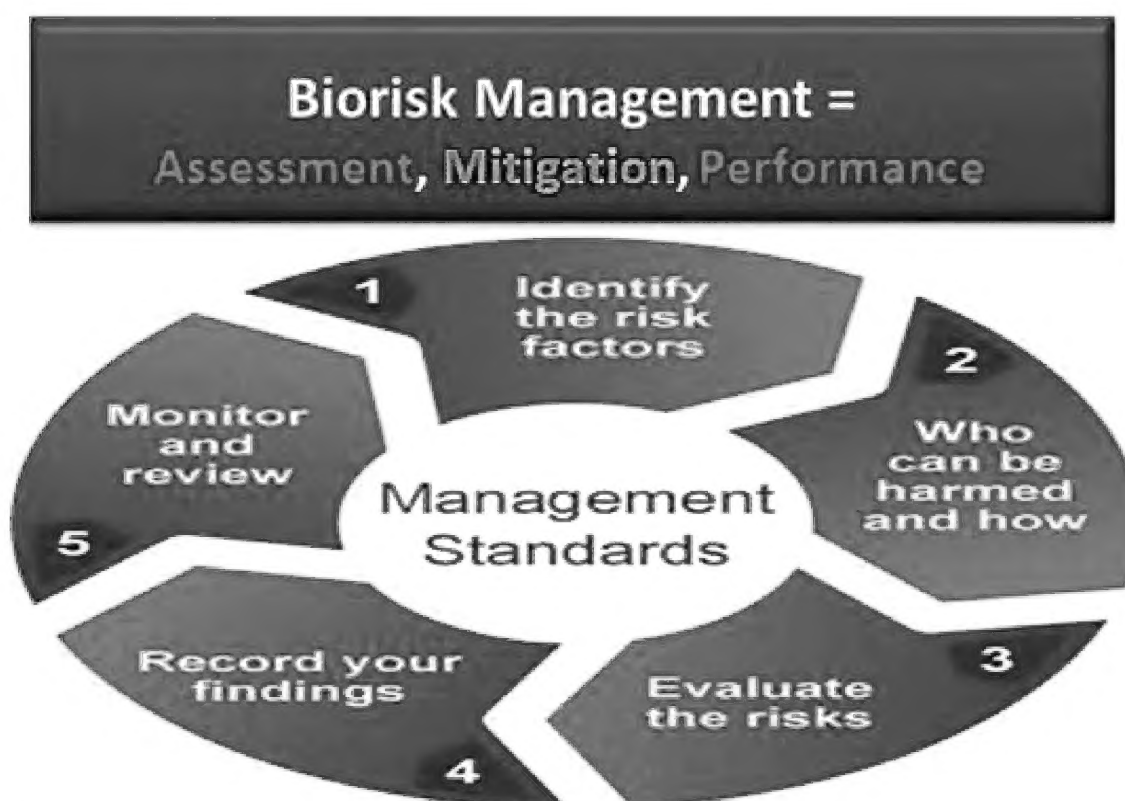 Biorisk Management =
Assessment, Mitigation, Performance
1
Identify
the risk
factors
2
Who
can be
harmed
and how
3
Evaluate
the risks
4
Record your
findings
5
Monitor
and
review
Management
Standards